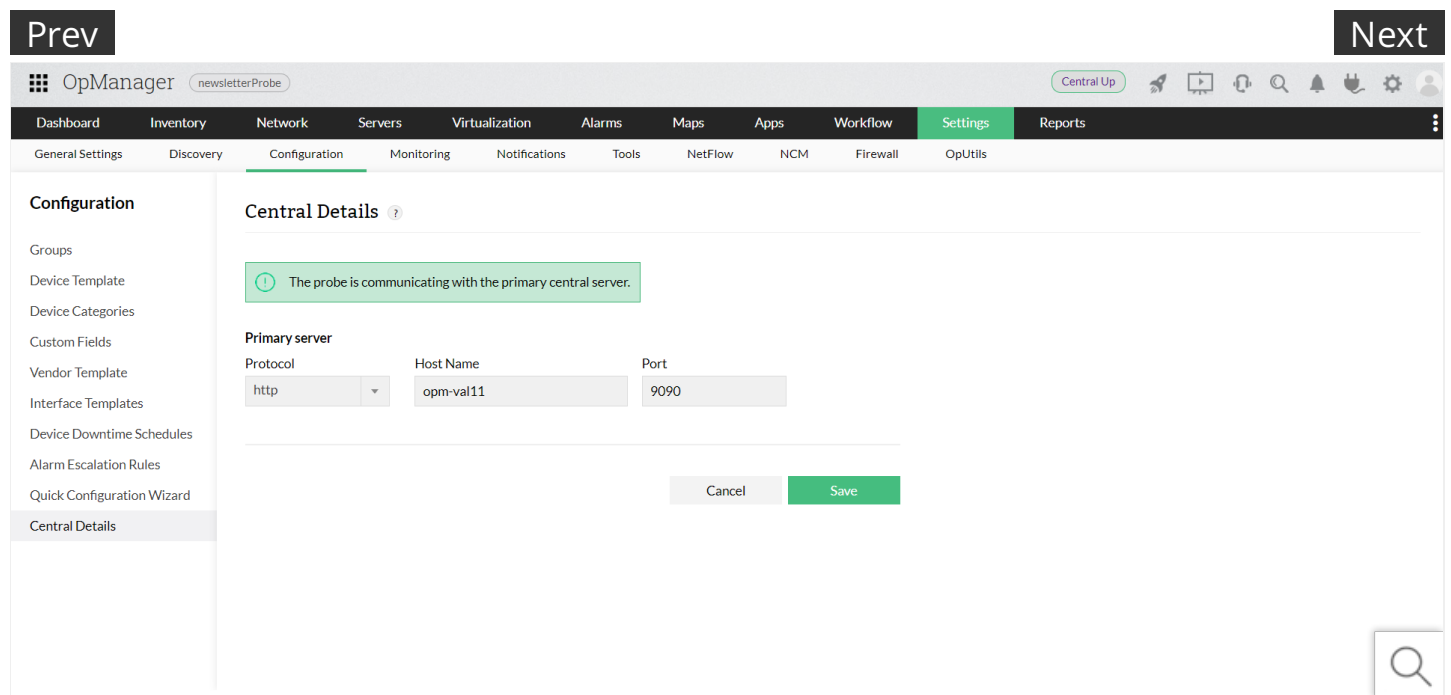 Prev Next
OpManager newsletterProbe Central Up
Dashboard Inventory Network Servers Virtualization Alarms Maps Apps Workflow Settings Reports
General Settings Discovery Configuration Monitoring Notifications Tools NetFlow NCM Firewall OpUtils
Configuration
Groups
Device Template
Device Categories
Custom Fields
Vendor Template
Interface Templates
Device Downtime Schedules
Alarm Escalation Rules
Quick Configuration Wizard
Central Details
Central Details ?
The probe is communicating with the primary central server.
Primary server
Protocol Host Name Port
http opm-val11 9090
Cancel Save